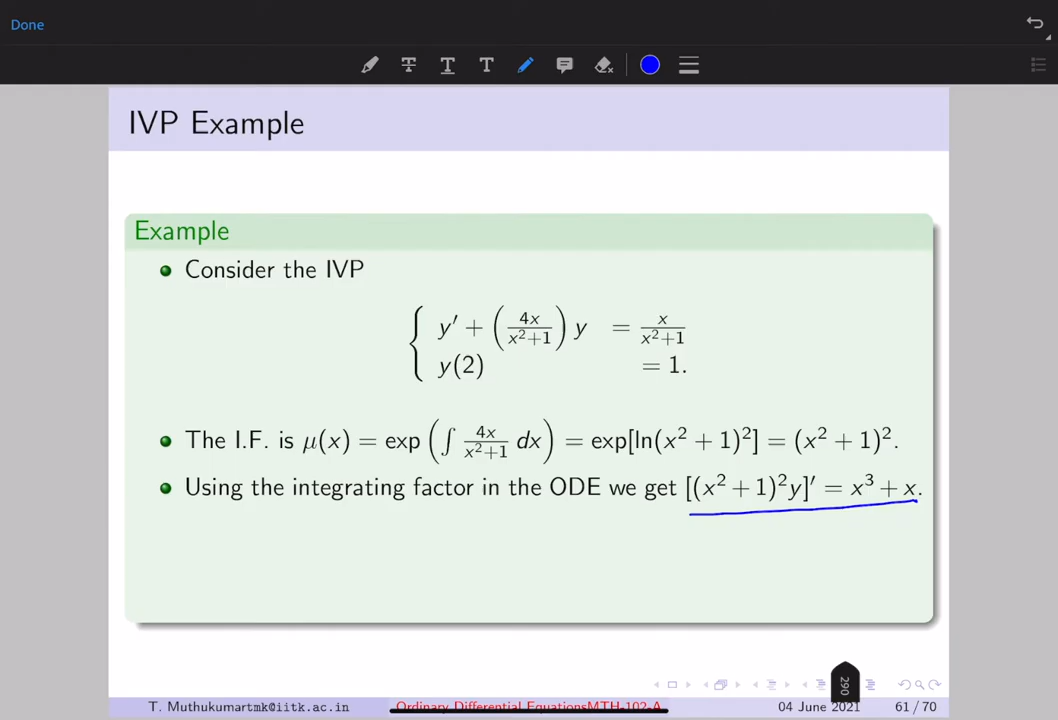 Done
IVP Example
Example
Consider the IVP
y′ + (4x/(x²+1)) y = x/(x²+1)
y(2) = 1.
The I.F. is μ(x) = exp (∫ 4x/(x²+1) dx) = exp[ln(x² + 1)²] = (x² + 1)².
Using the integrating factor in the ODE we get [(x² + 1)²y]′ = x³ + x.
290
T. Muthukumartmk@iitk.ac.in Ordinary Differential EquationsMTH-102-A 04 June 2021 61 / 70